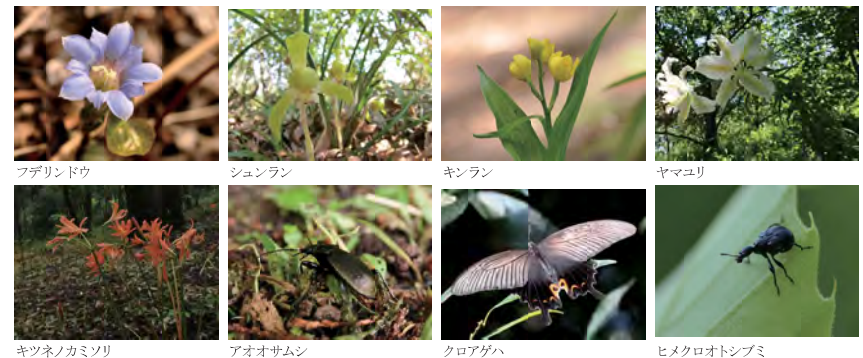 フデリンドウ
シュンラン
キンラン
ヤマユリ
キツネノカミソリ
アオオサムシ
クロアゲハ
ヒメクロオトシブミ